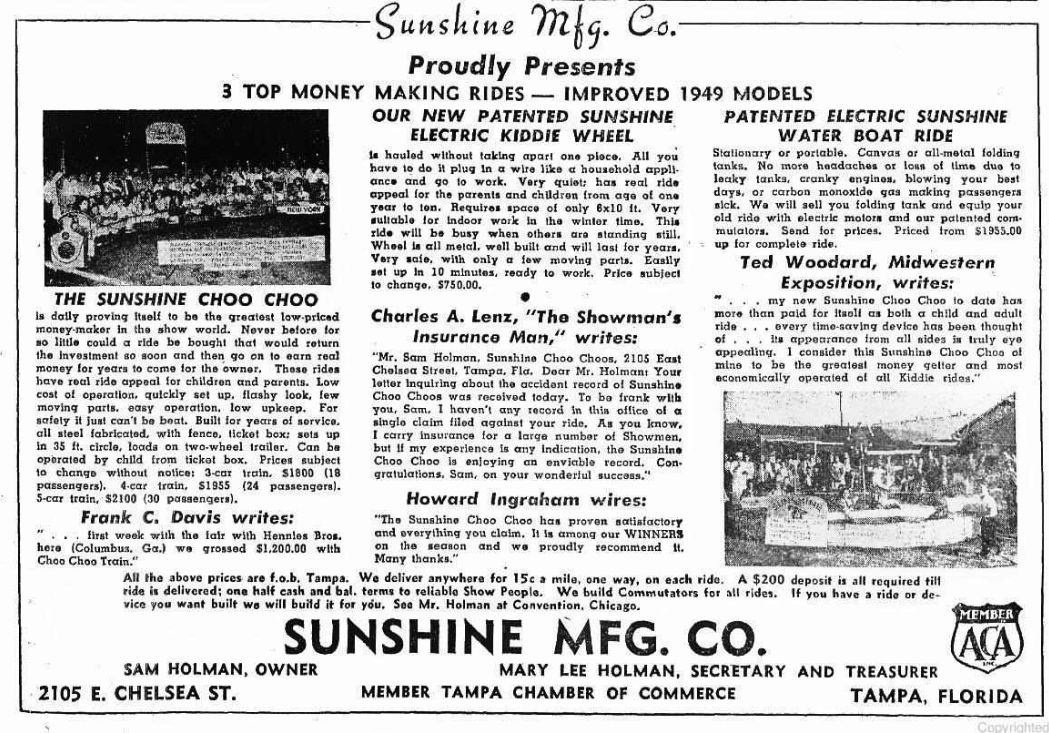 Sunshine Mfg. Co.
Proudly Presents
3 TOP MONEY MAKING RIDES — IMPROVED 1949 MODELS
NEW YORK
THE SUNSHINE CHOO CHOO
is daily proving itself to be the greatest low-priced
money-maker in the show world. Never before for
so little could a ride be bought that would return
the investment so soon and then go on to earn real
money for years to come for the owner. These rides
have real ride appeal for children and parents. Low
cost of operation, quickly set up, flashy look, few
moving parts, easy operation, low upkeep. For
safety it just can't be beat. Built for years of service,
all steel fabricated, with fence, ticket box; sets up
in 35 ft. circle, loads on two-wheel trailer. Can be
operated by child from ticket box. Prices subject
to change without notice: 3-car train, $1800 (18
passengers). 4-car train, $1955 (24 passengers).
5-car train, $2100 (30 passengers).
Frank C. Davis writes:
" . . . first week with the fair with Hennies Bros.
here (Columbus, Ga.) we grossed $1,200.00 with
Choo Choo Train."
OUR NEW PATENTED SUNSHINE
ELECTRIC KIDDIE WHEEL
Is hauled without taking apart one piece. All you
have to do it plug in a wire like a household appli-
ance and go to work. Very quiet; has real ride
appeal for the parents and children from age of one
year to ten. Requires space of only 6x10 ft. Very
suitable for indoor work in the winter time. This
ride will be busy when others are standing still.
Wheel is all metal, well built and will last for years.
Very safe, with only a few moving parts. Easily
set up in 10 minutes, ready to work. Price subject
to change, $750.00.
Charles A. Lenz, "The Showman's
Insurance Man," writes:
"Mr. Sam Holman, Sunshine Choo Choos, 2105 East
Chelsea Street, Tampa, Fla. Dear Mr. Holman: Your
letter inquiring about the accident record of Sunshine
Choo Choos was received today. To be frank with
you, Sam, I haven't any record in this office of a
single claim filed against your ride. As you know,
I carry insurance for a large number of Showmen,
but if my experience is any indication, the Sunshine
Choo Choo is enjoying an enviable record. Con-
gratulations, Sam, on your wonderful success."
Howard Ingraham wires:
"The Sunshine Choo Choo has proven satisfactory
and everything you claim. It is among our WINNERS
on the season and we proudly recommend it.
Many thanks."
PATENTED ELECTRIC SUNSHINE
WATER BOAT RIDE
Stationary or portable. Canvas or all-metal folding
tanks. No more headaches or loss of time due to
leaky tanks, cranky engines, blowing your best
days, or carbon monoxide gas making passengers
sick. We will sell you folding tank and equip your
old ride with electric motors and our patented com-
mutators. Send for prices. Priced from $1955.00
up for complete ride.
Ted Woodard, Midwestern
Exposition, writes:
" . . . my new Sunshine Choo Choo to date has
more than paid for itself as both a child and adult
ride . . . every time-saving device has been thought
of . . . its appearance from all sides is truly eye
appealing. I consider this Sunshine Choo Choo of
mine to be the greatest money getter and most
economically operated of all Kiddie rides."
All the above prices are f.o.b. Tampa. We deliver anywhere for 15c a mile, one way, on each ride. A $200 deposit is all required till
ride is delivered; one half cash and bal. terms to reliable Show People. We build Commutators for all rides. If you have a ride or de-
vice you want built we will build it for you. See Mr. Holman at Convention, Chicago.
SUNSHINE MFG. CO.
MEMBER
ACA
INC.
SAM HOLMAN, OWNER MARY LEE HOLMAN, SECRETARY AND TREASURER
2105 E. CHELSEA ST. MEMBER TAMPA CHAMBER OF COMMERCE TAMPA, FLORIDA
Copyrighted